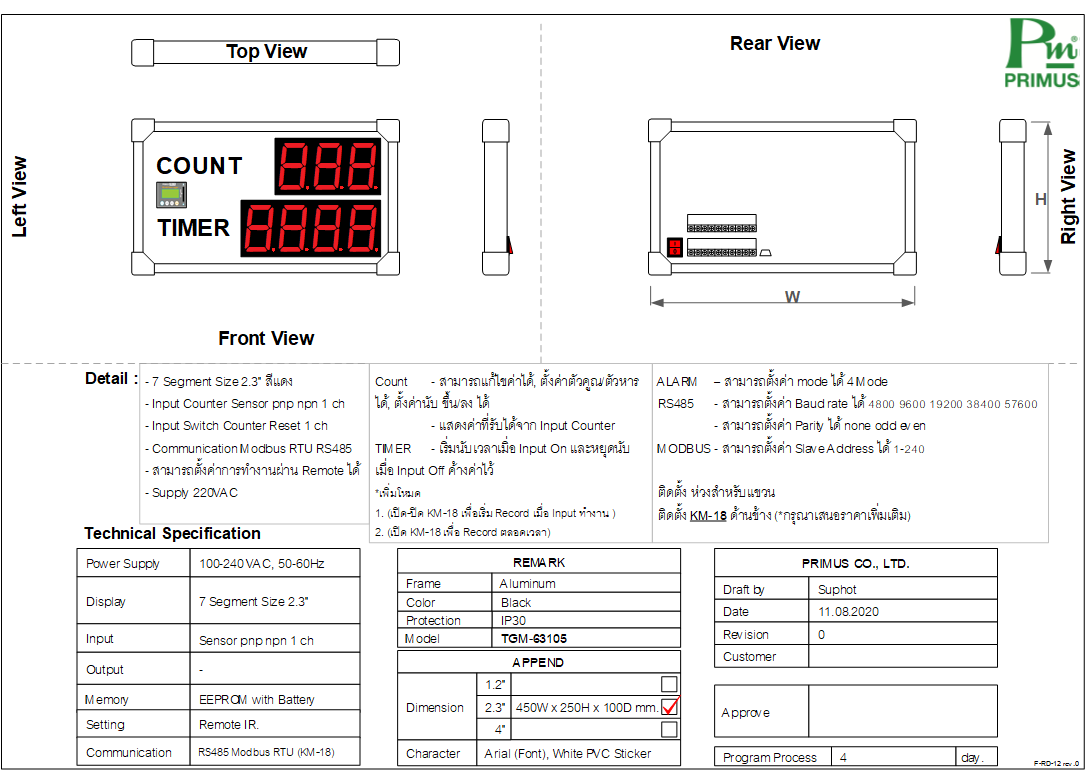 Top View
Rear View
Pm®
PRIMUS
Left View
COUNT
TIMER
H
Right View
W
Front View
Detail :
- 7 Segment Size 2.3" สีแดง
- Input Counter Sensor pnp npn 1 ch
- Input Switch Counter Reset 1 ch
- Communication Modbus RTU RS485
- สามารถตั้งค่าการทำงานผ่าน Remote ได้
- Supply 220VAC
Count - สามารถแก้ไขค่าได้, ตั้งค่าตัวคูณ/ตัวหาร
ได้, ตั้งค่านับ ขึ้น/ลง ได้
- แสดงค่าที่รับได้จาก Input Counter
TIMER - เริ่มนับเวลาเมื่อ Input On และหยุดนับ
เมื่อ Input Off ค้างค่าไว้
*เพิ่มโหมด
1. (เปิด-ปิด KM-18 เพื่อเริ่ม Record เมื่อ Input ทำงาน )
2. (เปิด KM-18 เพื่อ Record ตลอดเวลา)
ALARM – สามารถตั้งค่า mode ได้ 4 Mode
RS485 - สามารถตั้งค่า Baud rate ได้ 4800 9600 19200 38400 57600
- สามารถตั้งค่า Parity ได้ none odd even
MODBUS - สามารถตั้งค่า Slave Address ได้ 1-240
ติดตั้ง ห่วงสำหรับแขวน
ติดตั้ง KM-18 ด้านข้าง (*กรุณาเสนอราคาเพิ่มเติม)
Technical Specification
Power Supply 100-240 VAC, 50-60Hz
Display 7 Segment Size 2.3"
Input Sensor pnp npn 1 ch
Output -
Memory EEPROM with Battery
Setting Remote IR.
Communication RS485 Modbus RTU (KM-18)
REMARK
Frame Aluminum
Color Black
Protection IP30
Model TGM-63105
APPEND
Dimension
1.2"
2.3" 450W x 250H x 100D mm.
4"
Character Arial (Font), White PVC Sticker
PRIMUS CO., LTD.
Draft by Suphot
Date 11.08.2020
Revision 0
Customer
Approve
Program Process 4 day.
F-RD-12 rev.0